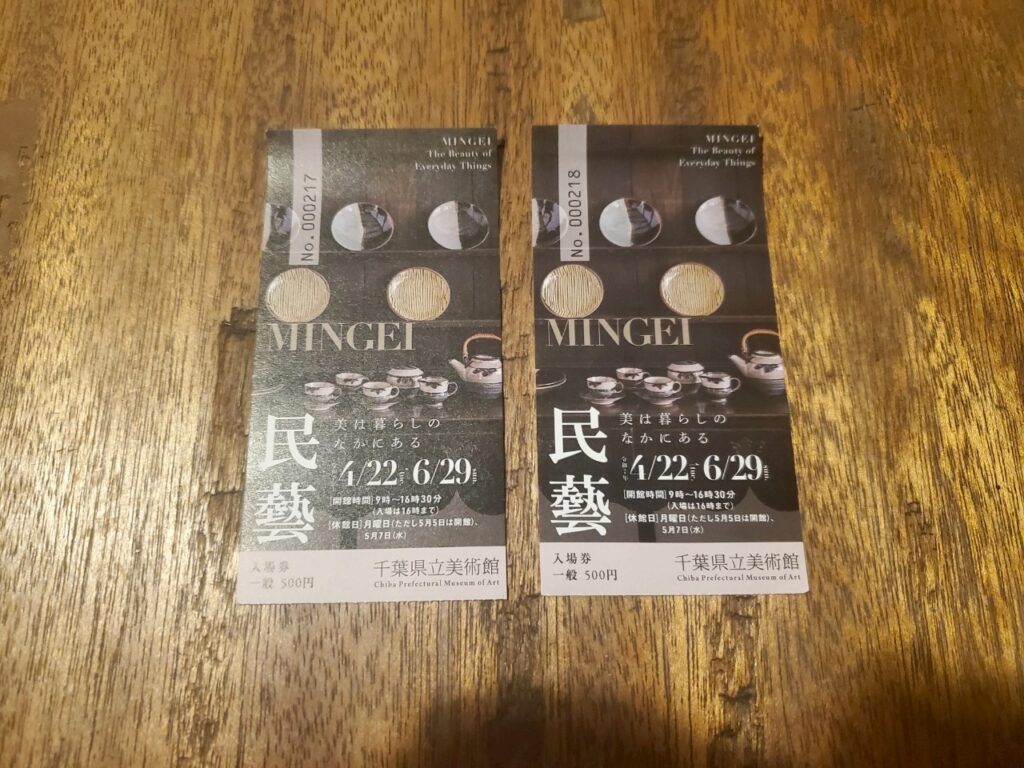 MINGEI
The Beauty of
Everyday Things
No.000217
MINGEI
民藝
美は暮らしの
なかにある
4/22 tue. 6/29 sun.
[開館時間]9時〜16時30分
(入場は16時まで)
[休館日]月曜日(ただし5月5日は開館)、
5月7日(水)
入場券
一般 500円
千葉県立美術館
Chiba Prefectural Museum of Art
MINGEI
The Beauty of
Everyday Things
No.000218
MINGEI
民藝
美は暮らしの
なかにある
令和7年 4/22 tue. 6/29 sun.
[開館時間]9時〜16時30分
(入場は16時まで)
[休館日]月曜日(ただし5月5日は開館)、
5月7日(水)
入場券
一般 500円
千葉県立美術館
Chiba Prefectural Museum of Art